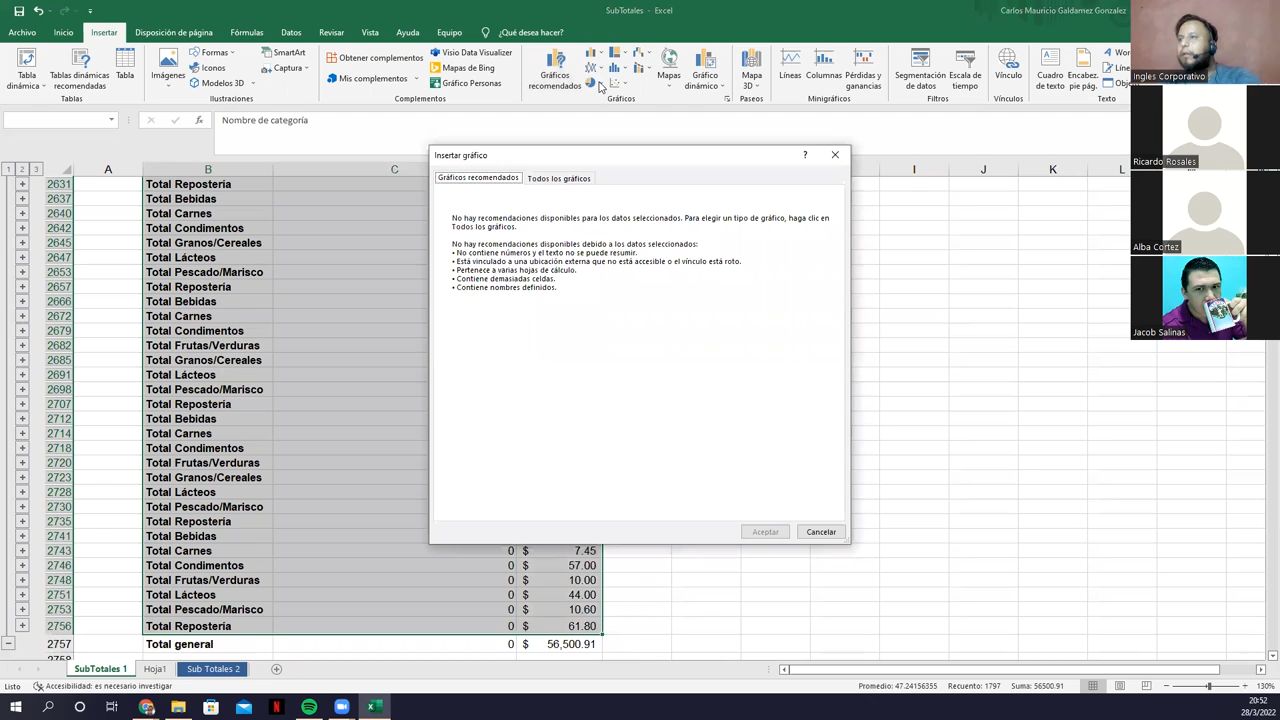 SubTotales - Excel
Carlos Mauricio Galdamez Gonzalez
Archivo Inicio Insertar Disposición de página Fórmulas Datos Revisar Vista Ayuda Equipo ¿Qué desea hacer?
Tabla dinámica
Tablas dinámicas recomendadas
Tabla
Tablas
Imágenes
Formas
Iconos
Modelos 3D
SmartArt
Captura
Ilustraciones
Obtener complementos
Mis complementos
Visio Data Visualizer
Mapas de Bing
Gráfico Personas
Complementos
Gráficos recomendados
Mapas
Gráfico dinámico
Gráficos
Mapa 3D
Paseos
Líneas
Columnas
Pérdidas y ganancias
Minigráficos
Segmentación de datos
Escala de tiempo
Filtros
Vínculo
Vínculos
Cuadro de texto
Encabez. pie pág.
Texto
Nombre de categoría
Ingles Corporativo
Ricardo Rosales
Alba Cortez
Jacob Salinas
1 2 3
A B C I J K L
Insertar gráfico
? ×
Gráficos recomendados Todos los gráficos
No hay recomendaciones disponibles para los datos seleccionados. Para elegir un tipo de gráfico, haga clic en
Todos los gráficos.
No hay recomendaciones disponibles debido a los datos seleccionados:
• No contiene números y el texto no se puede resumir.
• Está vinculado a una ubicación externa que no está accesible o el vínculo está roto.
• Pertenece a varias hojas de cálculo.
• Contiene demasiadas celdas.
• Contiene nombres definidos.
Aceptar Cancelar
2631 Total Repostería
2637 Total Bebidas
2640 Total Carnes
2642 Total Condimentos
2645 Total Granos/Cereales
2648 Total Lácteos
2653 Total Pescado/Marisco
2657 Total Repostería
2666 Total Bebidas
2672 Total Carnes
2679 Total Condimentos
2682 Total Frutas/Verduras
2685 Total Granos/Cereales
2692 Total Lácteos
2698 Total Pescado/Marisco
2707 Total Repostería
2712 Total Bebidas
2714 Total Carnes
2718 Total Condimentos
2720 Total Frutas/Verduras
2723 Total Granos/Cereales
2728 Total Lácteos
2730 Total Pescado/Marisco
2735 Total Repostería
2741 Total Bebidas
2743 Total Carnes 0 $ 7.45
2746 Total Condimentos 0 $ 57.00
2748 Total Frutas/Verduras 0 $ 10.00
2751 Total Lácteos 0 $ 44.00
2753 Total Pescado/Marisco 0 $ 10.60
2756 Total Repostería 0 $ 61.80
2757 Total general 0 $ 56,500.91
SubTotales 1 Hoja1 Sub Totales 2
Listo Accesibilidad: es necesario investigar Promedio: 47.24156355 Recuento: 1797 Suma: 56500.91 130%
20:52
28/3/2022